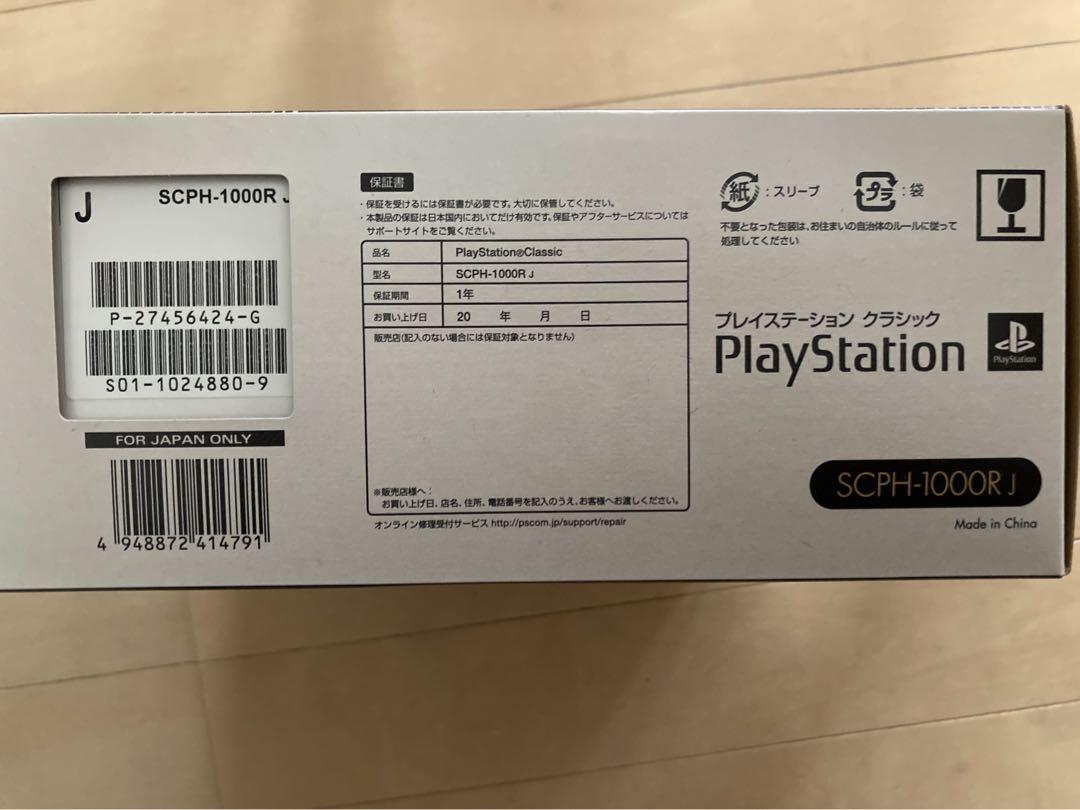 J
SCPH-1000R J
P-27456424-G
S01-1024880-9
FOR JAPAN ONLY
4 948872 414791
保証書
・保証を受けるには保証書が必要です。大切に保管してください。
・本製品の保証は日本国内においてだけ有効です。保証やアフターサービスについては
サポートサイトをご覧ください。
品名 PlayStation®Classic
型名 SCPH-1000R J
保証期間 1年
お買い上げ日 20 年 月 日
販売店(記入のない場合には保証対象となりません)
※販売店様へ：
お買い上げ日、店名、住所、電話番号を記入のうえ、お客様へお渡しください。
オンライン修理受付サービス http://pscom.jp/support/repair
紙：スリーブ
プラ：袋
不要となった包装は、お住まいの自治体のルールに従って
処理してください
プレイステーション クラシック
PlayStation
PlayStation
SCPH-1000R J
Made in China